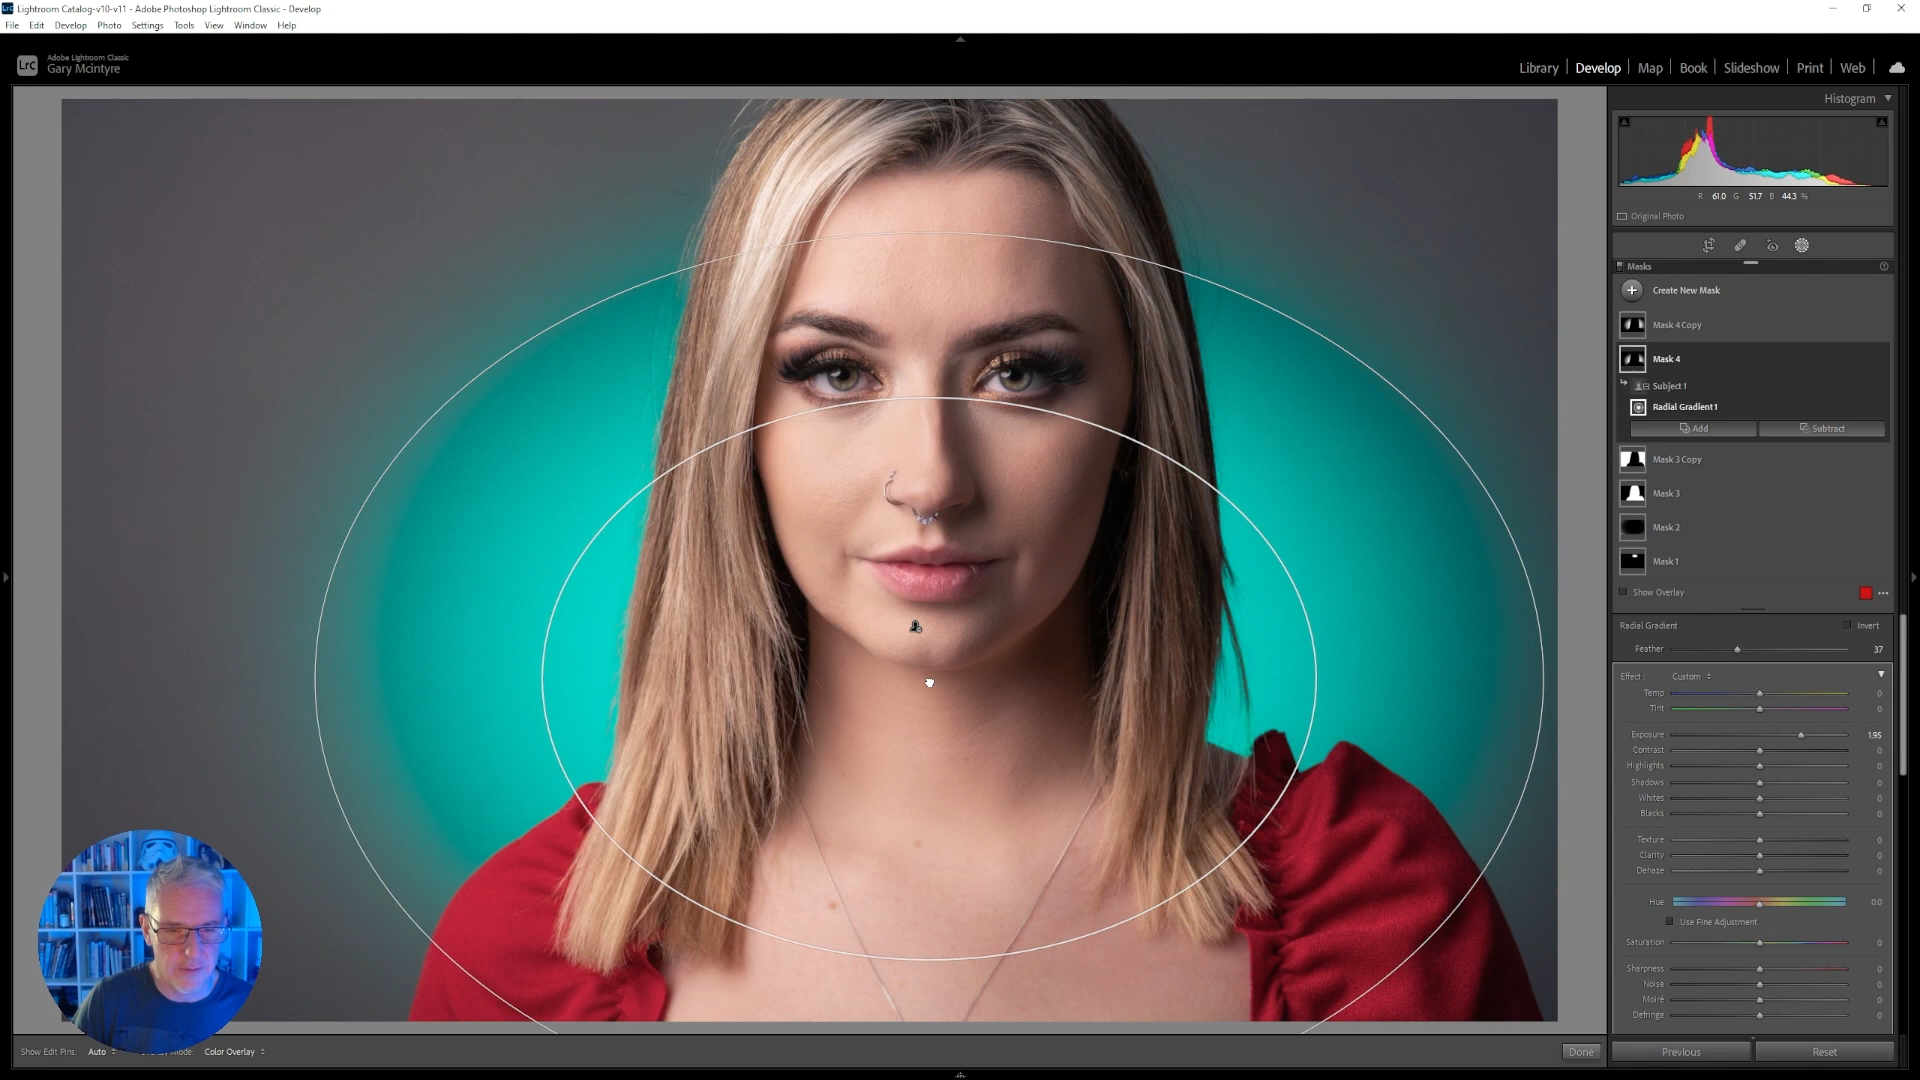 Lightroom Catalog-v10-v11 - Adobe Photoshop Lightroom Classic - Develop
File Edit Develop Photo Settings Tools View Window Help
LrC
Adobe Lightroom Classic
Gary Mcintyre
Library Develop Map Book Slideshow Print Web
Histogram
R 61.0 G 51.7 B 44.3 %
Original Photo
Masks
Create New Mask
Mask 4 Copy
Mask 4
Subject 1
Radial Gradient 1
Add Subtract
Mask 3 Copy
Mask 3
Mask 2
Mask 1
Show Overlay
Radial Gradient Invert
Feather 37
Effect : Custom
Temp 0
Tint 0
Exposure 1.95
Contrast 0
Highlights 0
Shadows 0
Whites 0
Blacks 0
Texture 0
Clarity 0
Dehaze 0
Hue 0.0
Use Fine Adjustment
Saturation 0
Sharpness 0
Noise 0
Moiré 0
Defringe 0
Show Edit Pins: Auto Mode: Color Overlay Done
Previous Reset